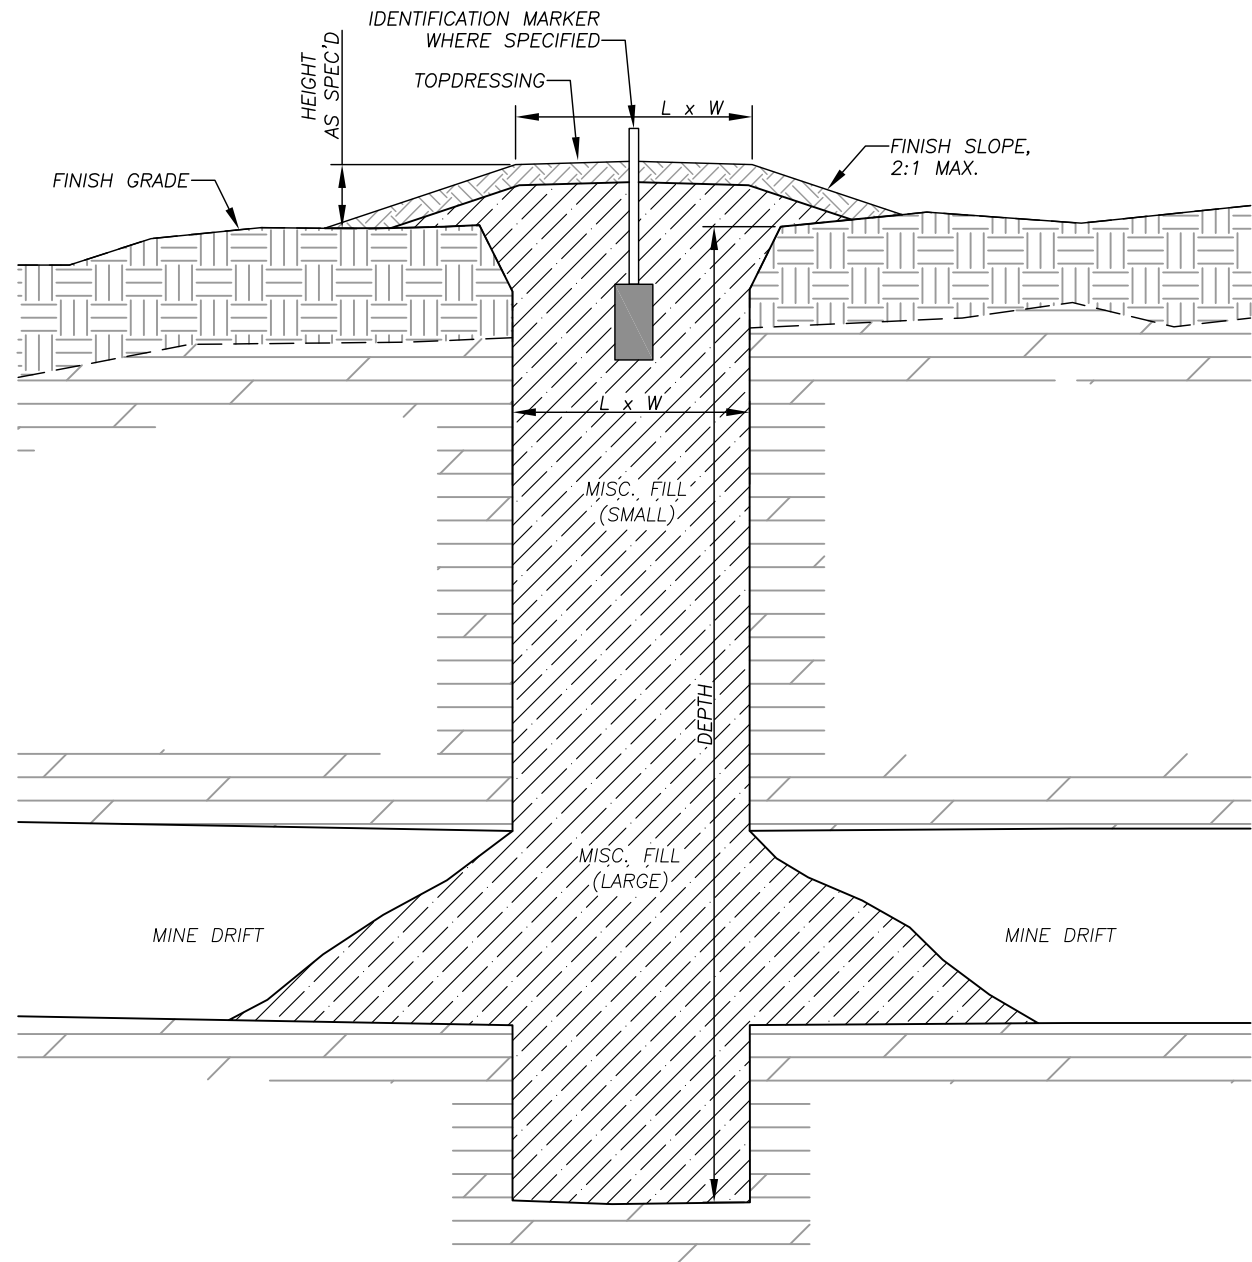 IDENTIFICATION MARKER
WHERE SPECIFIED
HEIGHT
AS SPEC'D
TOPDRESSING
L x W
FINISH SLOPE,
2:1 MAX.
FINISH GRADE
L x W
MISC. FILL
(SMALL)
DEPTH
MISC. FILL
(LARGE)
MINE DRIFT
MINE DRIFT